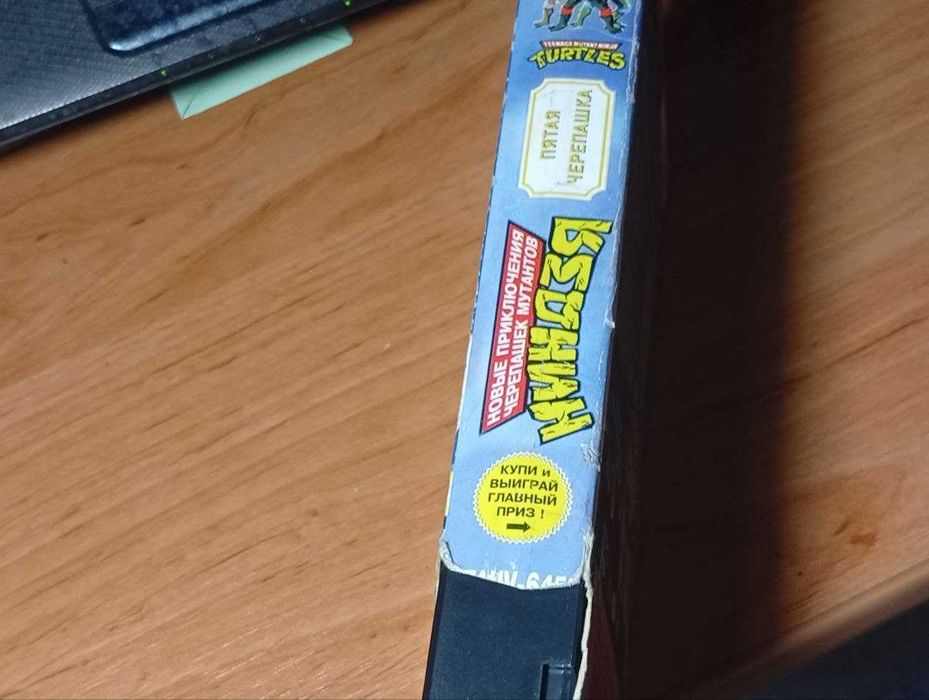 TEENAGE MUTANT NINJA
TURTLES
ПЯТАЯ
ЧЕРЕПАШКА
НОВЫЕ ПРИКЛЮЧЕНИЯ
ЧЕРЕПАШЕК МУТАНТОВ
НИНДЗЯ
КУПИ и
ВЫИГРАЙ
ГЛАВНЫЙ
ПРИЗ !